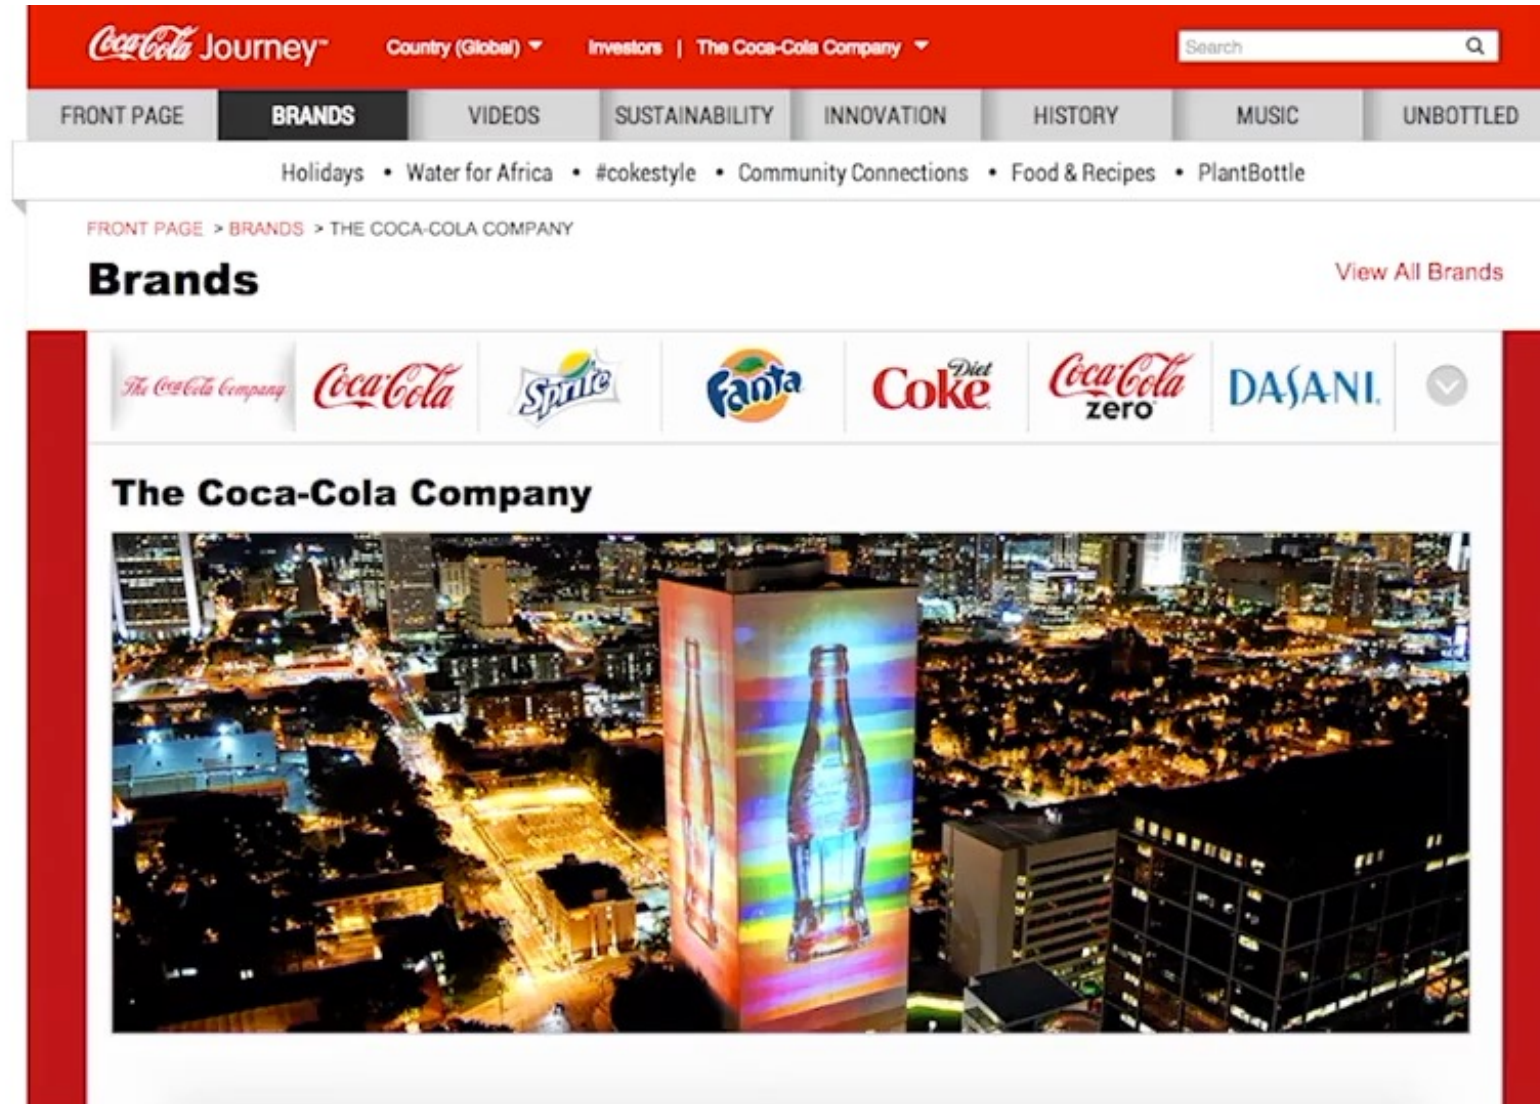 Coca-Cola Journey™ Country (Global) Investors | The Coca-Cola Company Search
FRONT PAGE BRANDS VIDEOS SUSTAINABILITY INNOVATION HISTORY MUSIC UNBOTTLED
Holidays • Water for Africa • #cokestyle • Community Connections • Food & Recipes • PlantBottle
FRONT PAGE > BRANDS > THE COCA-COLA COMPANY
Brands
View All Brands
The Coca-Cola Company Coca-Cola Sprite Fanta Diet Coke Coca-Cola zero DASANI
The Coca-Cola Company